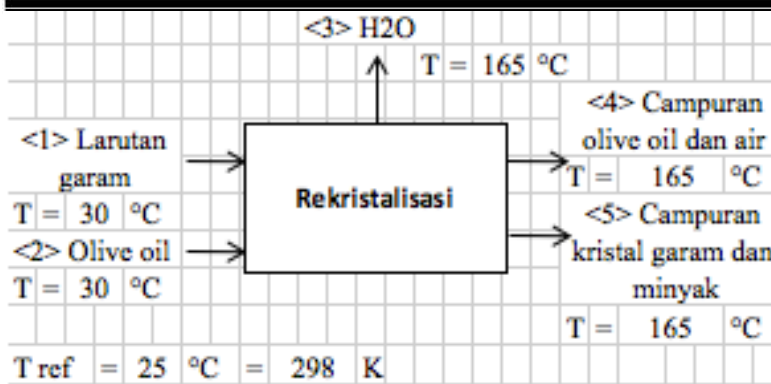 <3> H2O
T = 165 °C
<1> Larutan
garam
T = 30 °C
<2> Olive oil
T = 30 °C
Rekristalisasi
<4> Campuran
olive oil dan air
T = 165 °C
<5> Campuran
kristal garam dan
minyak
T = 165 °C
T ref = 25 °C = 298 K